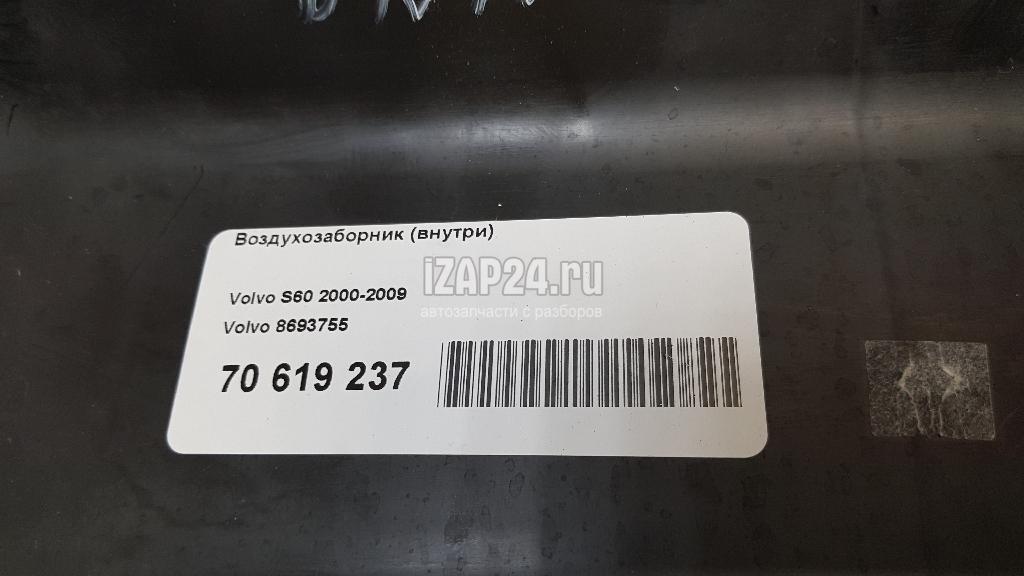 Воздухозаборник (внутри)
iZAP24.ru
Volvo S60 2000-2009
автозапчасти с разборов
Volvo 8693755
70 619 237